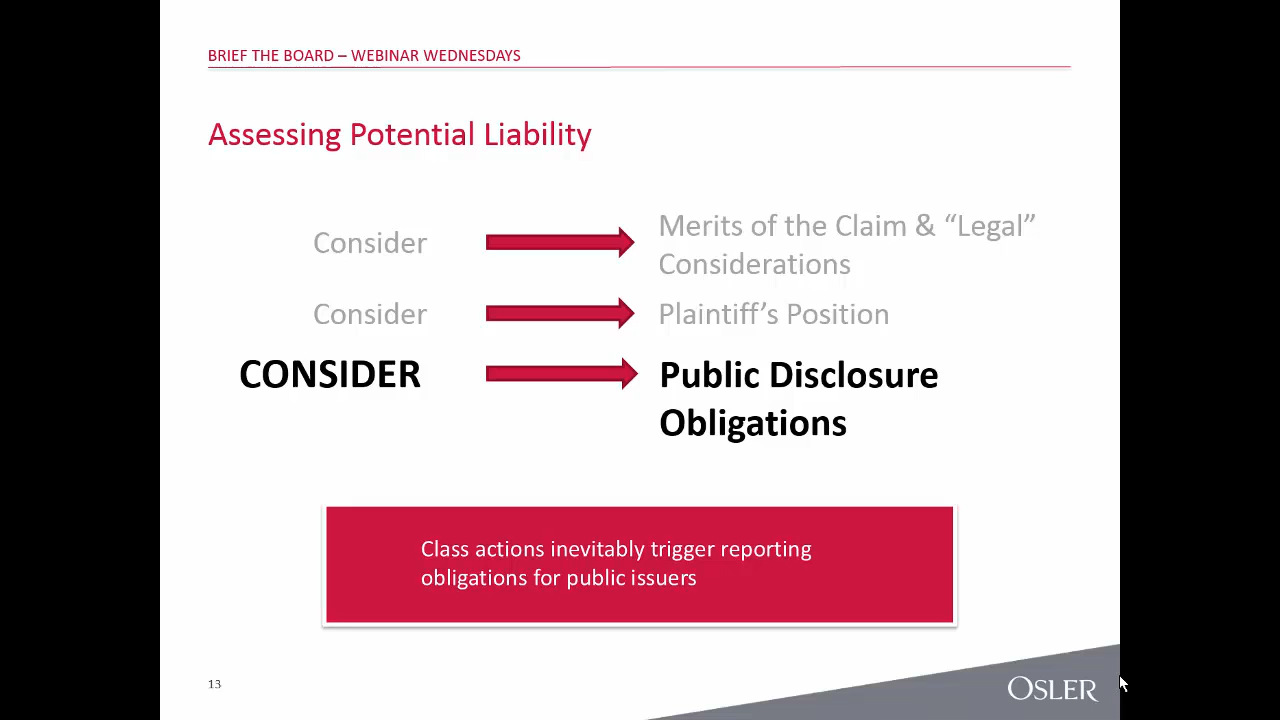 BRIEF THE BOARD – WEBINAR WEDNESDAYS
Assessing Potential Liability
Consider
Merits of the Claim & “Legal”
Considerations
Consider
Plaintiff’s Position
CONSIDER
Public Disclosure
Obligations
Class actions inevitably trigger reporting
obligations for public issuers
13
OSLER